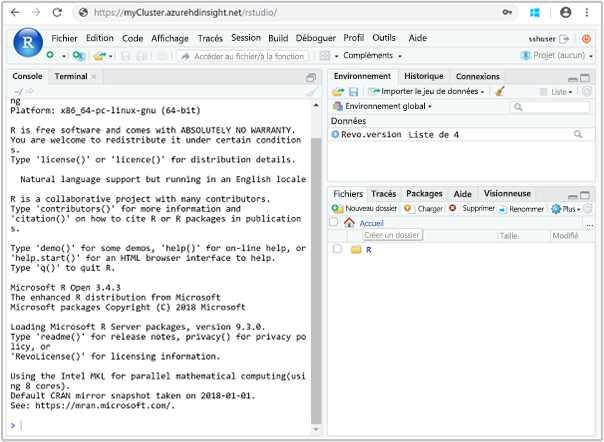 https://myCluster.azurehdinsight.net/rstudio/
R Fichier Edition Code Affichage Tracés Session Build Déboguer Profil Outils Aide sshuser
Accéder au fichier/à la fonction Compléments Projet (aucun)
Console Terminal
~/
ng
Platform: x86_64-pc-linux-gnu (64-bit)
R is free software and comes with ABSOLUTELY NO WARRANTY.
You are welcome to redistribute it under certain condition
s.
Type 'license()' or 'licence()' for distribution details.
Natural language support but running in an English locale
R is a collaborative project with many contributors.
Type 'contributors()' for more information and
'citation()' on how to cite R or R packages in publication
s.
Type 'demo()' for some demos, 'help()' for on-line help, or
'help.start()' for an HTML browser interface to help.
Type 'q()' to quit R.
Microsoft R Open 3.4.3
The enhanced R distribution from Microsoft
Microsoft packages Copyright (C) 2018 Microsoft
Loading Microsoft R Server packages, version 9.3.0.
Type 'readme()' for release notes, privacy() for privacy po
licy, or
'RevoLicense()' for licensing information.
Using the Intel MKL for parallel mathematical computing(usi
ng 8 cores).
Default CRAN mirror snapshot taken on 2018-01-01.
See: https://mran.microsoft.com/.
>
Environnement Historique Connexions
Importer le jeu de données Liste
Environnement global
Données
Revo.version Liste de 4
Fichiers Tracés Packages Aide Visionneuse
Nouveau dossier Charger Supprimer Renommer Plus
Accueil ...
Créer un dossier Taille Modifié
R